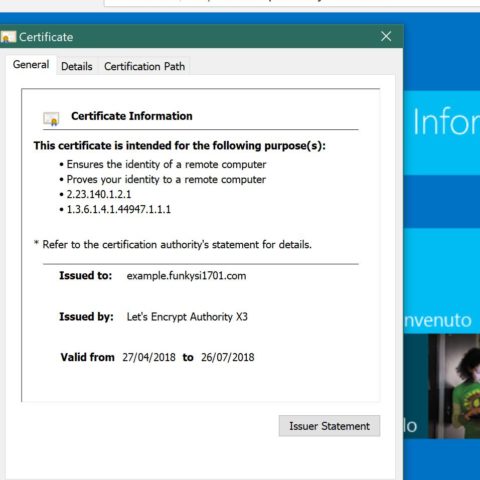 Certificate
General Details Certification Path
Certificate Information
This certificate is intended for the following purpose(s):
• Ensures the identity of a remote computer
• Proves your identity to a remote computer
• 2.23.140.1.2.1
• 1.3.6.1.4.1.44947.1.1.1
* Refer to the certification authority's statement for details.
Issued to: example.funkysi1701.com
Issued by: Let's Encrypt Authority X3
Valid from 27/04/2018 to 26/07/2018
Issuer Statement
Infor
nvenuto
lo